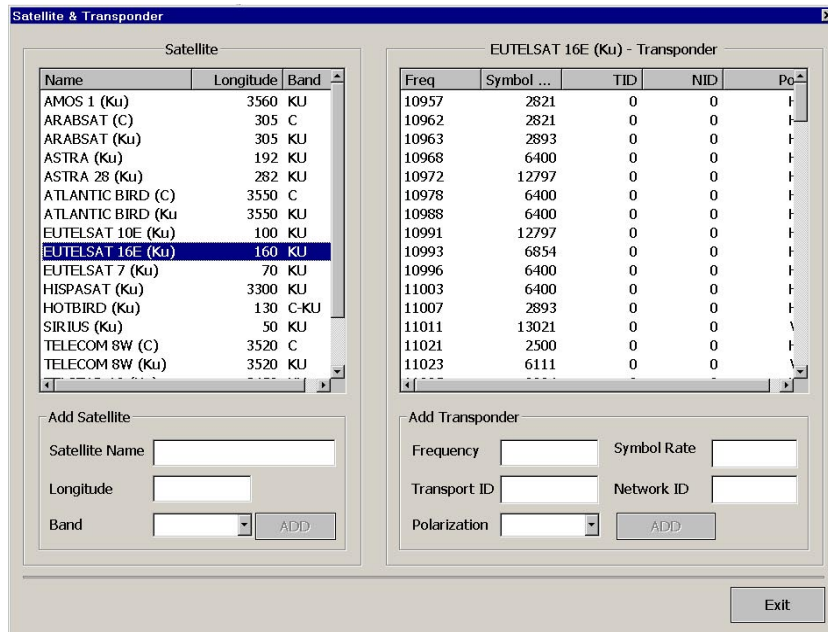 Satellite & Transponder
Satellite
Name Longitude Band
AMOS 1 (Ku) 3560 KU
ARABSAT (C) 305 C
ARABSAT (Ku) 305 KU
ASTRA (Ku) 192 KU
ASTRA 28 (Ku) 282 KU
ATLANTIC BIRD (C) 3550 C
ATLANTIC BIRD (Ku 3550 KU
EUTELSAT 10E (Ku) 100 KU
EUTELSAT 16E (Ku) 160 KU
EUTELSAT 7 (Ku) 70 KU
HISPASAT (Ku) 3300 KU
HOTBIRD (Ku) 130 C-KU
SIRIUS (Ku) 50 KU
TELECOM 8W (C) 3520 C
TELECOM 8W (Ku) 3520 KU
Add Satellite
Satellite Name
Longitude
Band ADD
EUTELSAT 16E (Ku) - Transponder
Freq Symbol ... TID NID Po
10957 2821 0 0 H
10962 2821 0 0 H
10963 2893 0 0 H
10968 6400 0 0 H
10972 12797 0 0 H
10978 6400 0 0 H
10988 6400 0 0 H
10991 12797 0 0 H
10993 6854 0 0 H
10996 6400 0 0 H
11003 6400 0 0 H
11007 2893 0 0 H
11011 13021 0 0 V
11021 2500 0 0 H
11023 6111 0 0 V
Add Transponder
Frequency Symbol Rate
Transport ID Network ID
Polarization ADD
Exit